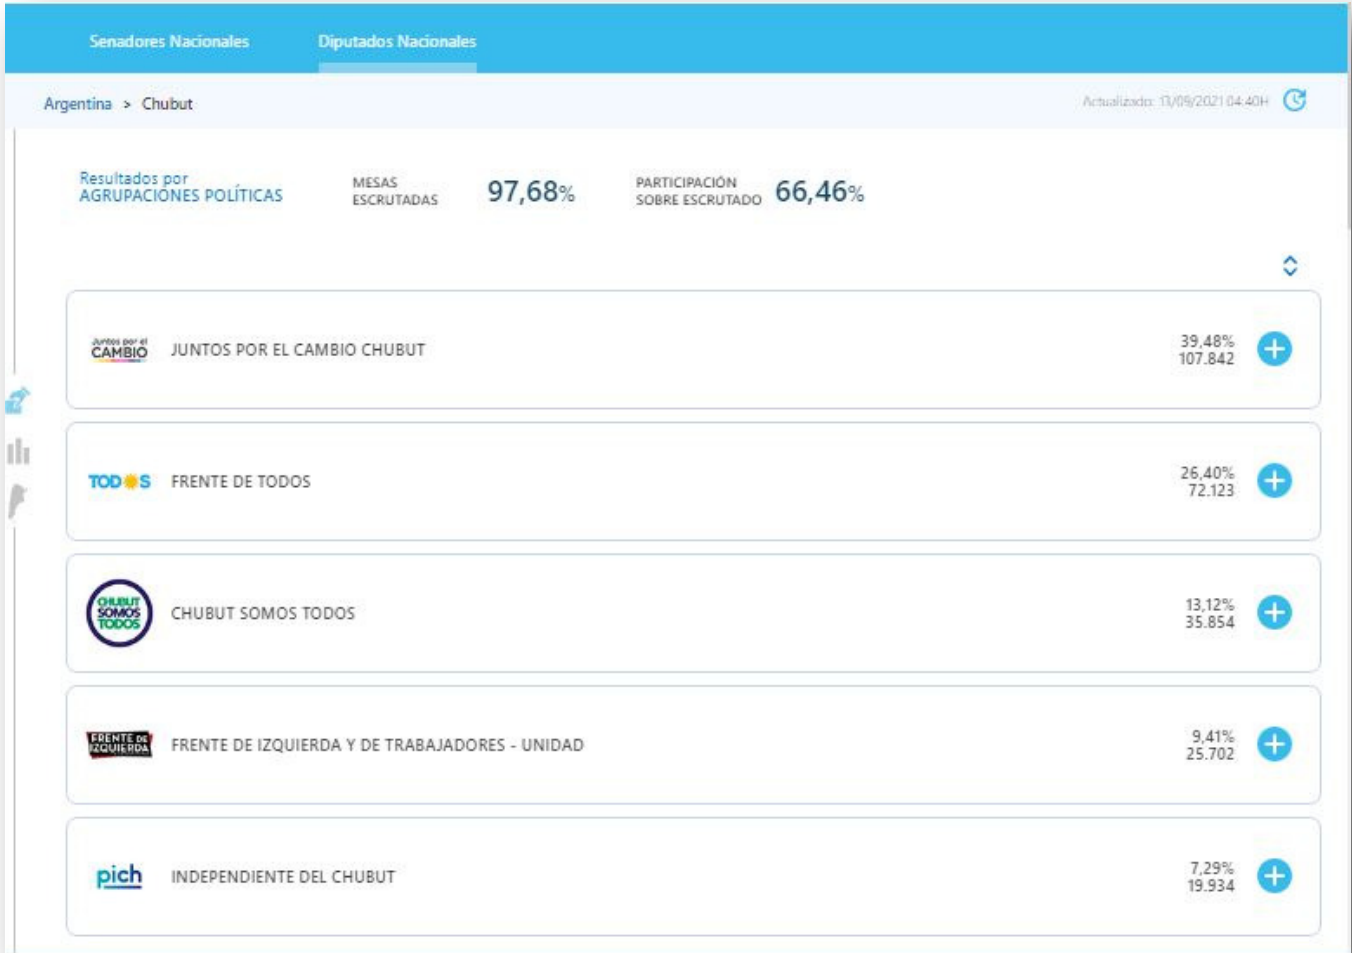 Senadores Nacionales
Diputados Nacionales
Argentina > Chubut
Actualizado: 13/09/2021 04:40H
Resultados por
AGRUPACIONES POLÍTICAS
MESAS
ESCRUTADAS
97,68%
PARTICIPACIÓN
SOBRE ESCRUTADO
66,46%
Juntos por el
CAMBIO
JUNTOS POR EL CAMBIO CHUBUT
39,48%
107.842
TODOS
FRENTE DE TODOS
26,40%
72.123
CHUBUT
SOMOS
TODOS
CHUBUT SOMOS TODOS
13,12%
35.854
FRENTE DE
IZQUIERDA
FRENTE DE IZQUIERDA Y DE TRABAJADORES - UNIDAD
9,41%
25.702
pich
INDEPENDIENTE DEL CHUBUT
7,29%
19.934